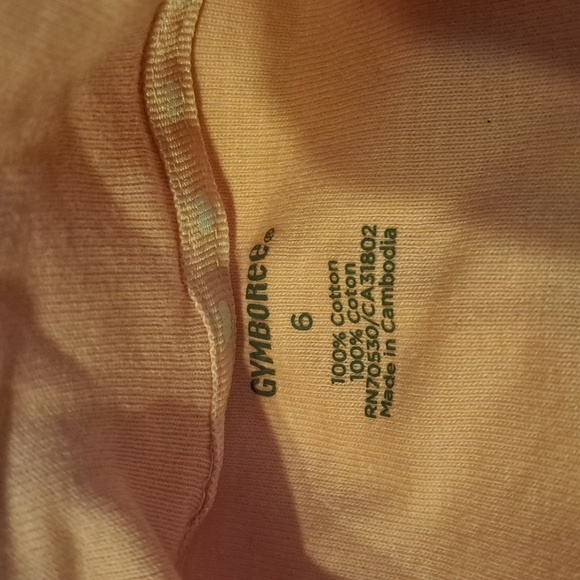 GYMBOREE®
6
100% Cotton
100% Coton
RN70530/CA31802
Made in Cambodia